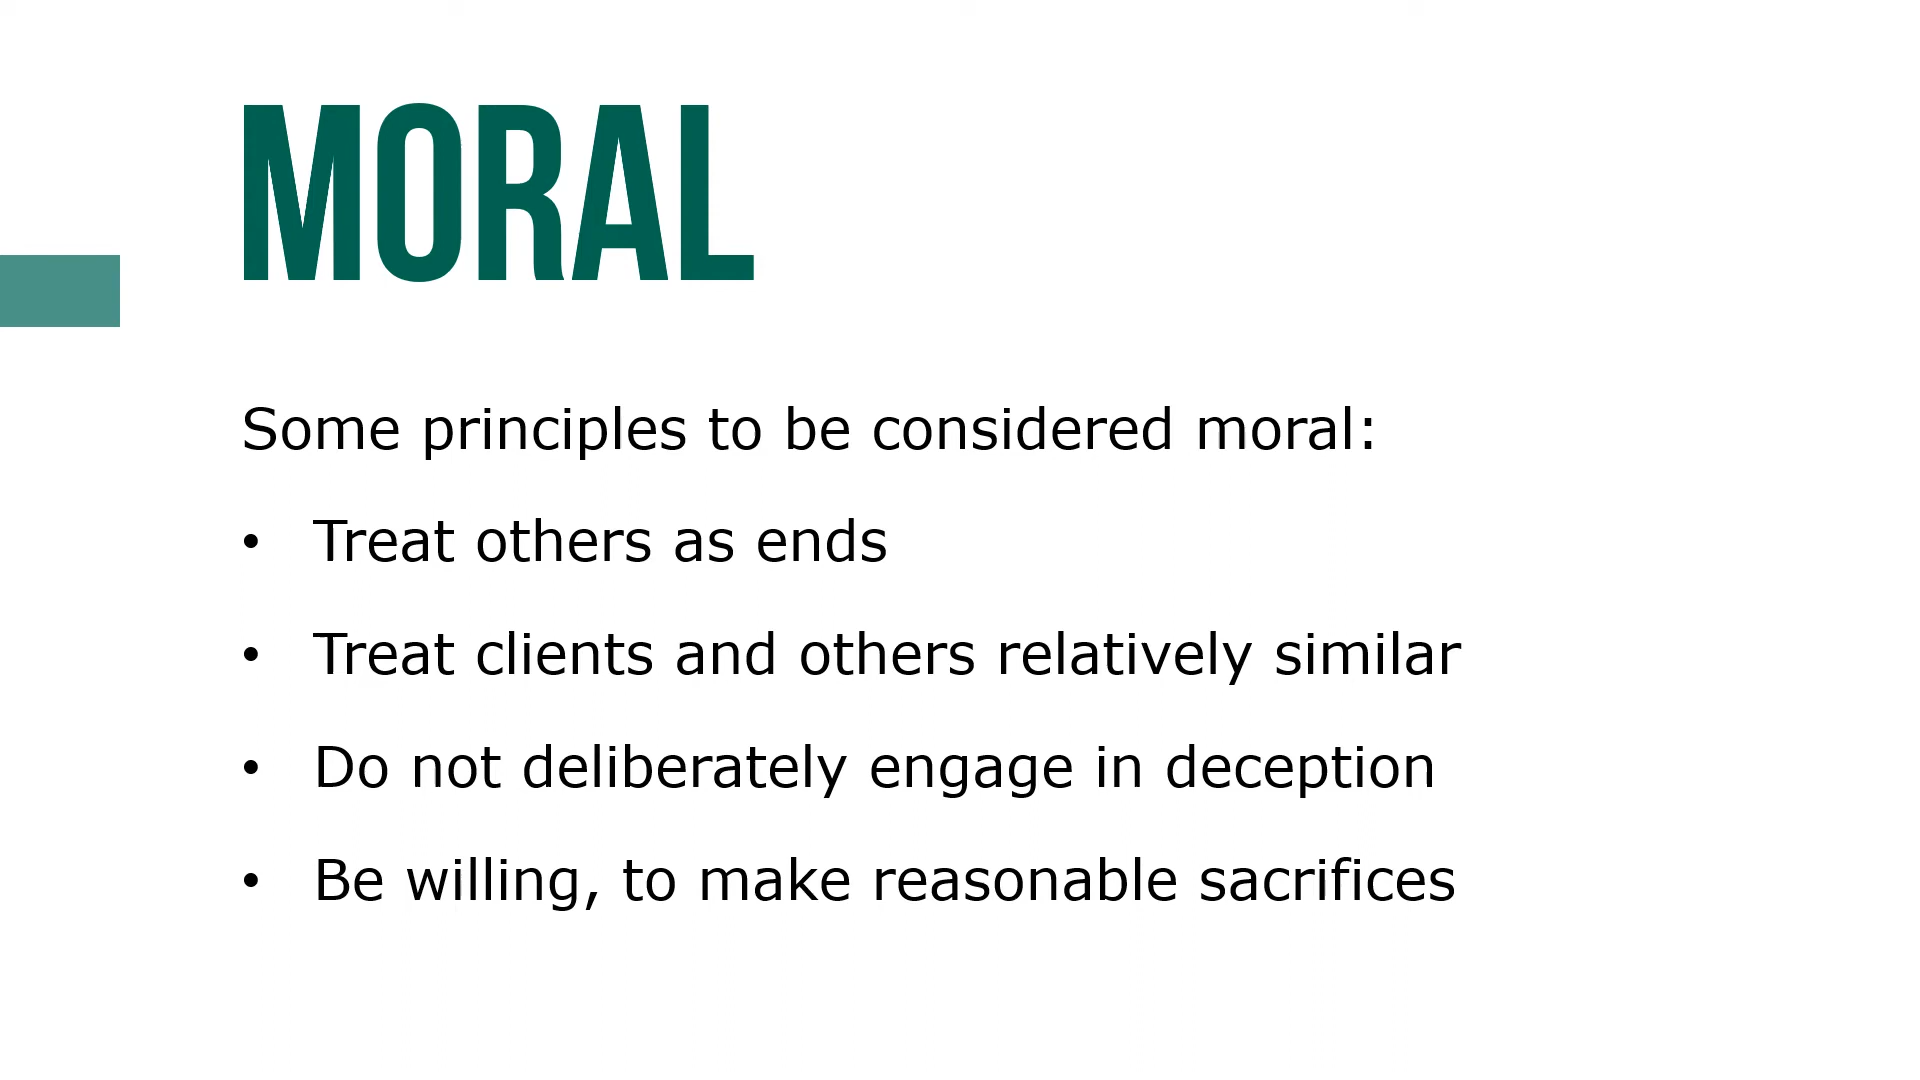 MORAL
Some principles to be considered moral:
• Treat others as ends
• Treat clients and others relatively similar
• Do not deliberately engage in deception
• Be willing, to make reasonable sacrifices